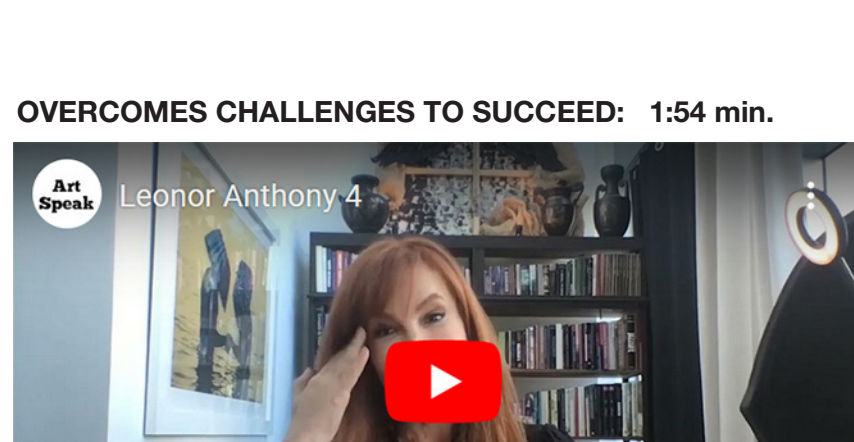 OVERCOMES CHALLENGES TO SUCCEED: 1:54 min.
Art
Speak
Leonor Anthony 4